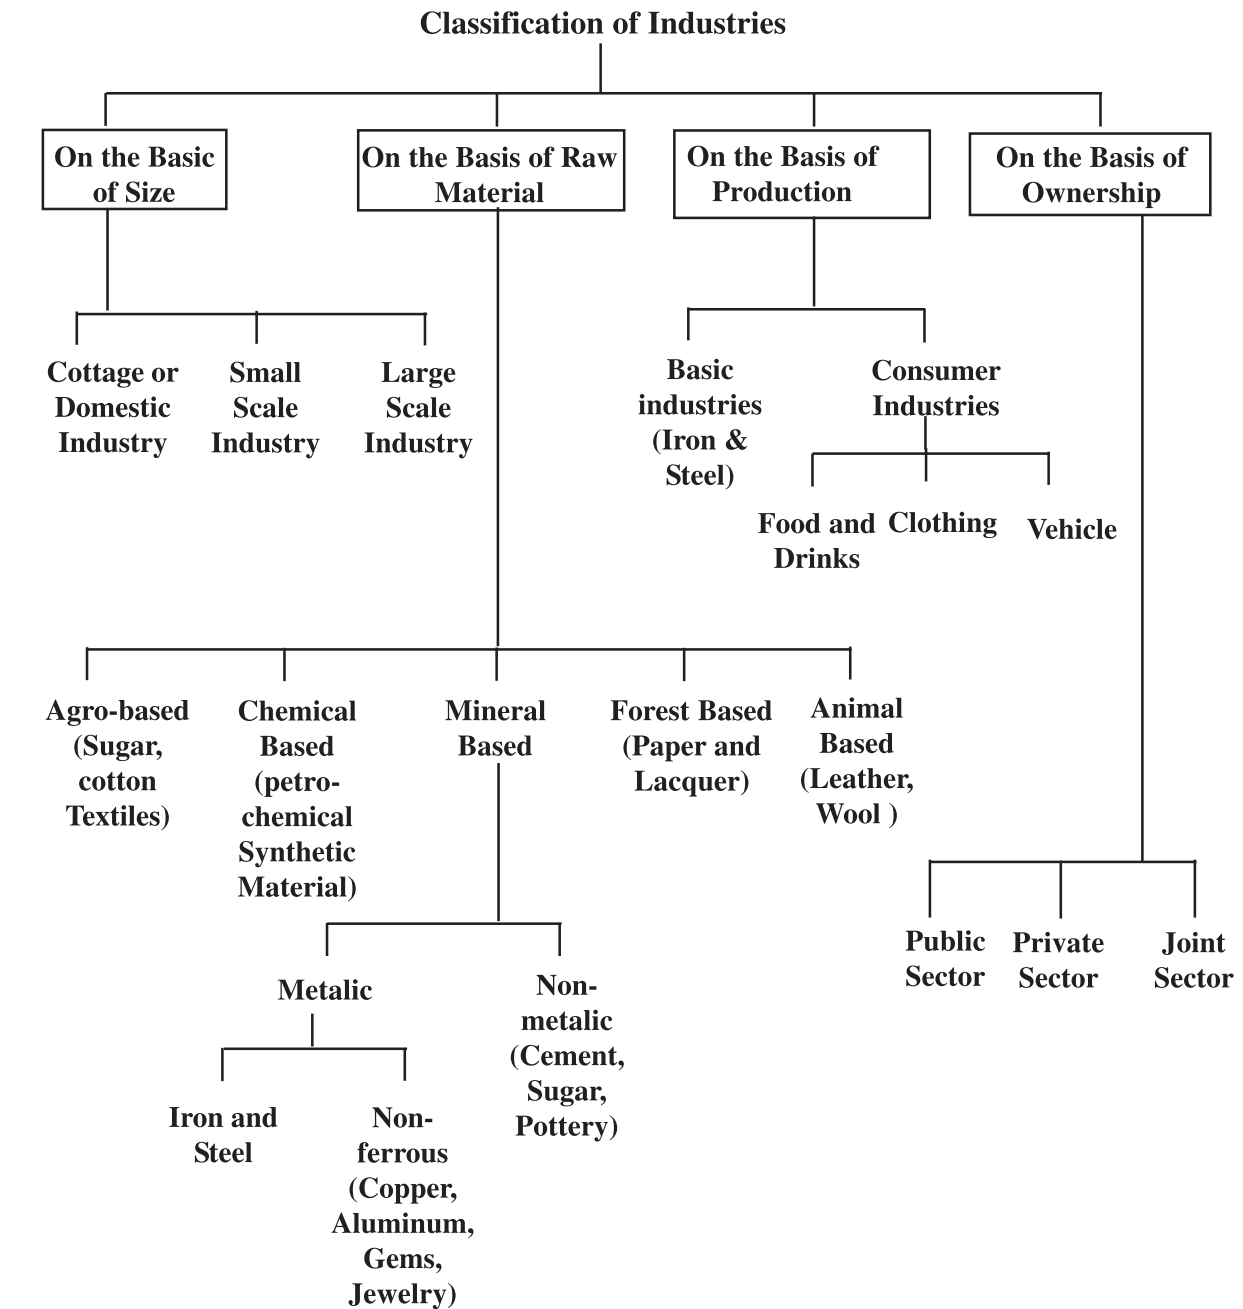 Classification of Industries
On the Basic
of Size
On the Basis of Raw
Material
On the Basis of
Production
On the Basis of
Ownership
Cottage or
Domestic
Industry
Small
Scale
Industry
Large
Scale
Industry
Basic
industries
(Iron &
Steel)
Consumer
Industries
Food and
Drinks
Clothing
Vehicle
Agro-based
(Sugar,
cotton
Textiles)
Chemical
Based
(petro-
chemical
Synthetic
Material)
Mineral
Based
Forest Based
(Paper and
Lacquer)
Animal
Based
(Leather,
Wool )
Public
Sector
Private
Sector
Joint
Sector
Metalic
Non-
metalic
(Cement,
Sugar,
Pottery)
Iron and
Steel
Non-
ferrous
(Copper,
Aluminum,
Gems,
Jewelry)